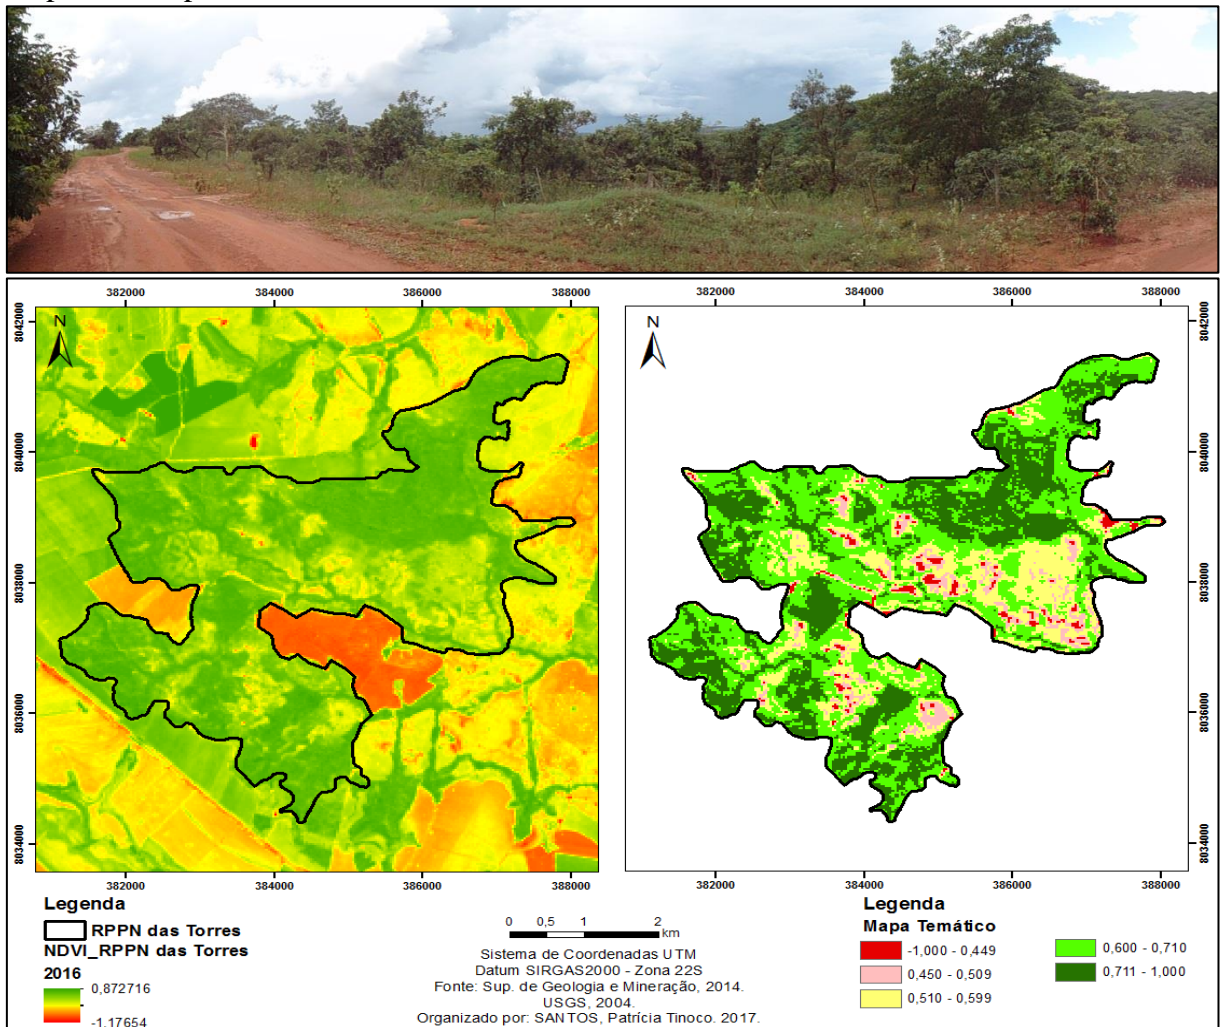 382000 384000 386000 388000
382000 384000 386000 388000
N
N
8042000
8040000
8038000
8036000
8034000
8042000
8040000
8038000
8036000
8034000
382000 384000 386000 388000
382000 384000 386000 388000
Legenda
RPPN das Torres
NDVI_RPPN das Torres
2016
0,872716
-1,17654
0 0,5 1 2
km
Sistema de Coordenadas UTM
Datum SIRGAS2000 - Zona 22S
Fonte: Sup. de Geologia e Mineração, 2014.
USGS, 2004.
Organizado por: SANTOS, Patrícia Tinoco. 2017.
Legenda
Mapa Temático
-1,000 - 0,449
0,450 - 0,509
0,510 - 0,599
0,600 - 0,710
0,711 - 1,000